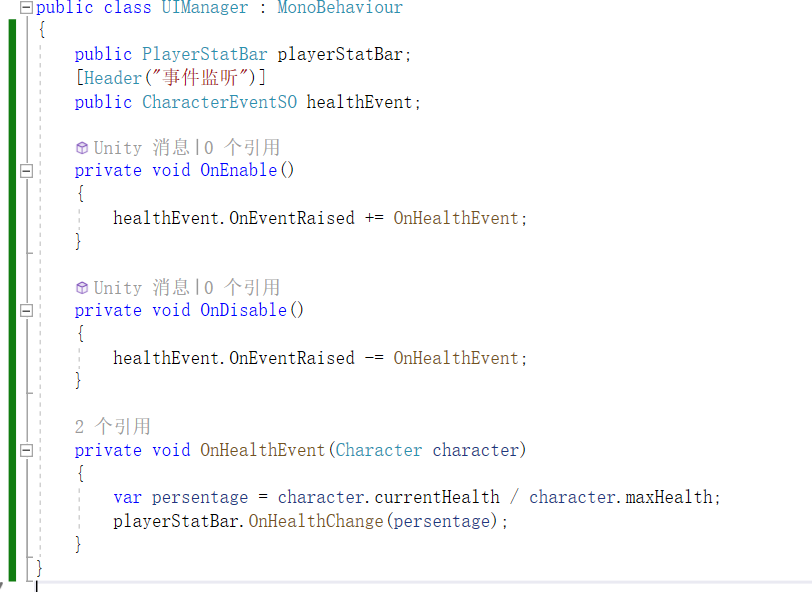 public class UIManager : MonoBehaviour
{
public PlayerStatBar playerStatBar;
[Header("事件监听")]
public CharacterEventSO healthEvent;
Unity 消息|0 个引用
private void OnEnable()
{
healthEvent.OnEventRaised += OnHealthEvent;
}
Unity 消息|0 个引用
private void OnDisable()
{
healthEvent.OnEventRaised -= OnHealthEvent;
}
2 个引用
private void OnHealthEvent(Character character)
{
var persentage = character.currentHealth / character.maxHealth;
playerStatBar.OnHealthChange(persentage);
}
}